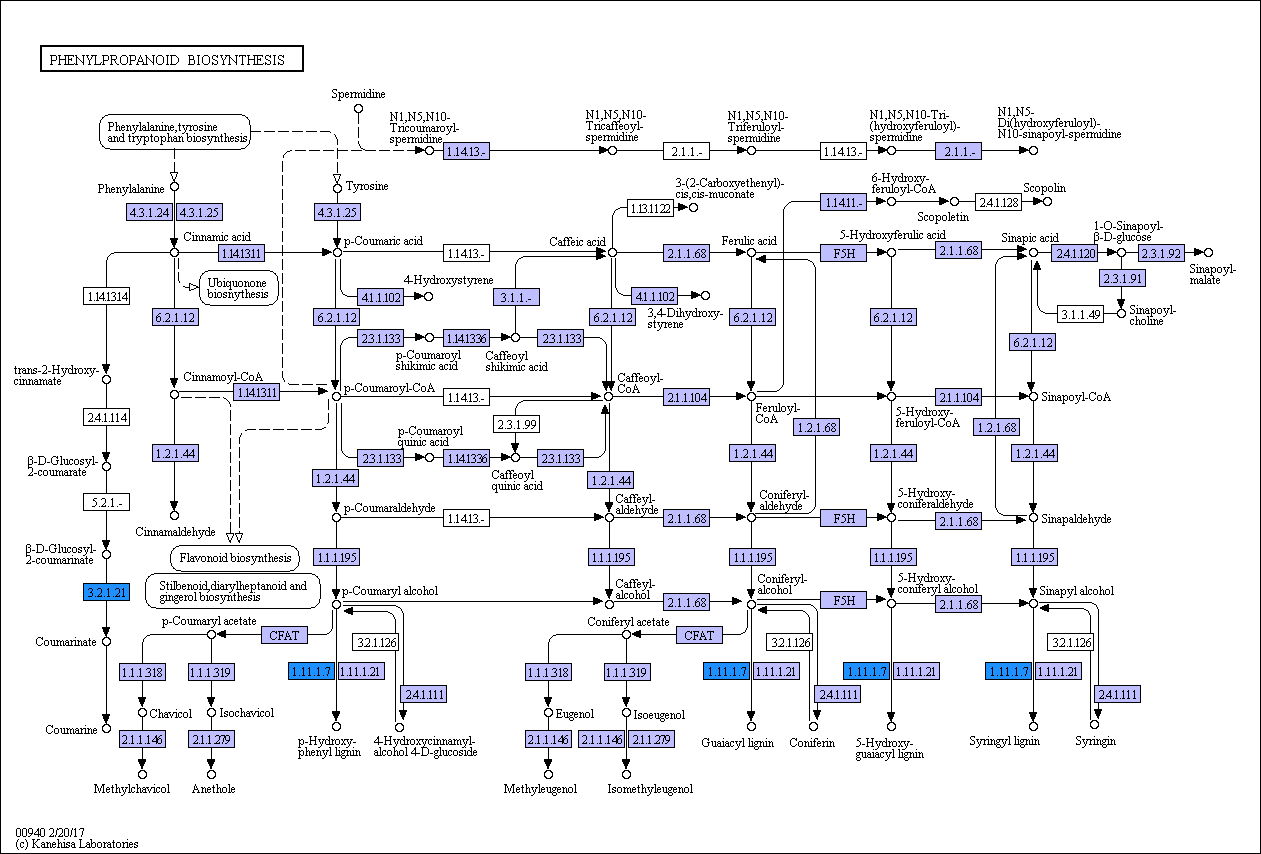 PHENYLPROPANOID BIOSYNTHESIS
Spermidine
N1,N5,N10-
Tricoumaroyl-
spermidine
N1,N5,N10-
Tricaffeoyl-
spermidine
N1,N5,N10-
Triferuloyl-
spermidine
N1,N5,N10-Tri-
(hydroxyferuloyl)-
spermidine
N1,N5-
Di(hydroxyferuloyl)-
N10-sinapoyl-spermidine
Phenylalanine,tyrosine
and tryptophan biosynthesis
1.14.13.-
2.1.1.-
1.14.13.-
2.1.1.-
Phenylalanine
Tyrosine
3-(2-Carboxyethenyl)-
cis,cis-muconate
6-Hydroxy-
feruloyl-CoA
Scopolin
4.3.1.24
4.3.1.25
4.3.1.25
1.13.1122
1.14.11.-
2.4.1.128
Scopoletin
Cinnamic acid
p-Coumaric acid
Caffeic acid
Ferulic acid
5-Hydroxyferulic acid
Sinapic acid
1-O-Sinapoyl-
β-D-glucose
1.14.1311
1.14.13.-
2.1.1.68
F5H
2.1.1.68
2.4.1.120
2.3.1.92
Sinapoyl-
malate
Ubiquonone
biosnythesis
4-Hydroxystyrene
2.3.1.91
1.14.1314
4.1.1.102
3.1.1.-
4.1.1.102
3,4-Dihydroxy-
styrene
3.1.1.49
Sinapoyl-
choline
6.2.1.12
6.2.1.12
6.2.1.12
6.2.1.12
6.2.1.12
6.2.1.12
2.3.1.133
1.14.1336
2.3.1.133
p-Coumaroyl
shikimic acid
Caffeoyl
shikimic acid
trans-2-Hydroxy-
cinnamate
Cinnamoyl-CoA
p-Coumaroyl-CoA
Caffeoyl-
CoA
1.14.1311
1.14.13.-
2.1.1.104
2.1.1.104
Sinapoyl-CoA
Feruloyl-
CoA
5-Hydroxy-
feruloyl-CoA
2.4.1.114
2.3.1.99
1.2.1.68
1.2.1.68
p-Coumaroyl
quinic acid
1.2.1.44
2.3.1.133
1.14.1336
2.3.1.133
1.2.1.44
1.2.1.44
1.2.1.44
β-D-Glucosyl-
2-coumarate
Caffeoyl
quinic acid
1.2.1.44
1.2.1.44
5.2.1.-
Cinnamaldehyde
p-Coumaraldehyde
1.14.13.-
Caffeyl-
aldehyde
2.1.1.68
Coniferyl-
aldehyde
F5H
5-Hydroxy-
coniferaldehyde
2.1.1.68
Sinapaldehyde
β-D-Glucosyl-
2-coumarinate
Flavonoid biosynthesis
1.1.1.195
1.1.1.195
1.1.1.195
1.1.1.195
1.1.1.195
3.2.1.21
Stilbenoid,diarylheptanoid and
gingerol biosynthesis
p-Coumaryl alcohol
Caffeyl-
alcohol
2.1.1.68
Coniferyl-
alcohol
F5H
5-Hydroxy-
coniferyl alcohol
2.1.1.68
Sinapyl alcohol
p-Coumaryl acetate
Coniferyl acetate
Coumarinate
CFAT
3.2.1.126
CFAT
3.2.1.126
3.2.1.126
1.1.1.318
1.1.1.319
1.11.1.7
1.11.1.21
1.1.1.318
1.1.1.319
1.11.1.7
1.11.1.21
1.11.1.7
1.11.1.21
1.11.1.7
1.11.1.21
2.4.1.111
2.4.1.111
2.4.1.111
Chavicol
Isochavicol
Eugenol
Isoeugenol
Coumarine
2.1.1.146
2.1.1.279
2.1.1.146
2.1.1.146
2.1.1.279
p-Hydroxy-
phenyl lignin
4-Hydroxycinnamyl-
alcohol 4-D-glucoside
Guaiacyl lignin
Coniferin
5-Hydroxy-
guaiacyl lignin
Syringyl lignin
Syringin
Methylchavicol
Anethole
Methyleugenol
Isomethyleugenol
00940 2/20/17
(c) Kanehisa Laboratories